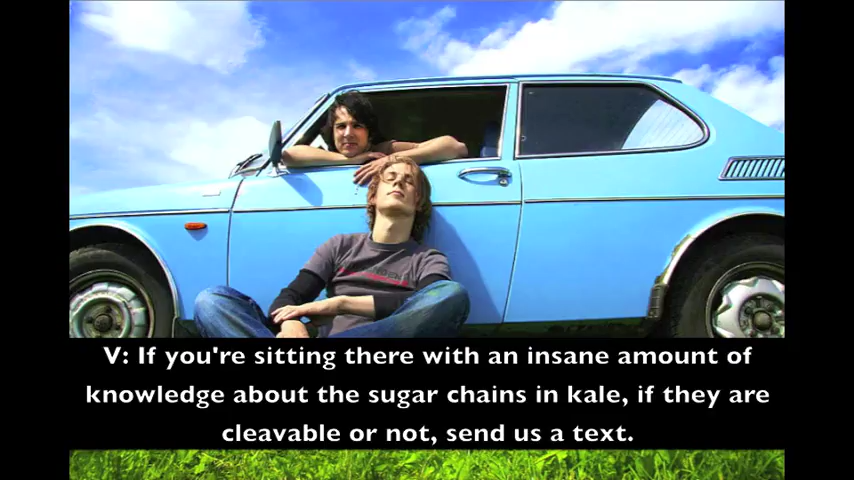 V: If you're sitting there with an insane amount of
knowledge about the sugar chains in kale, if they are
cleavable or not, send us a text.